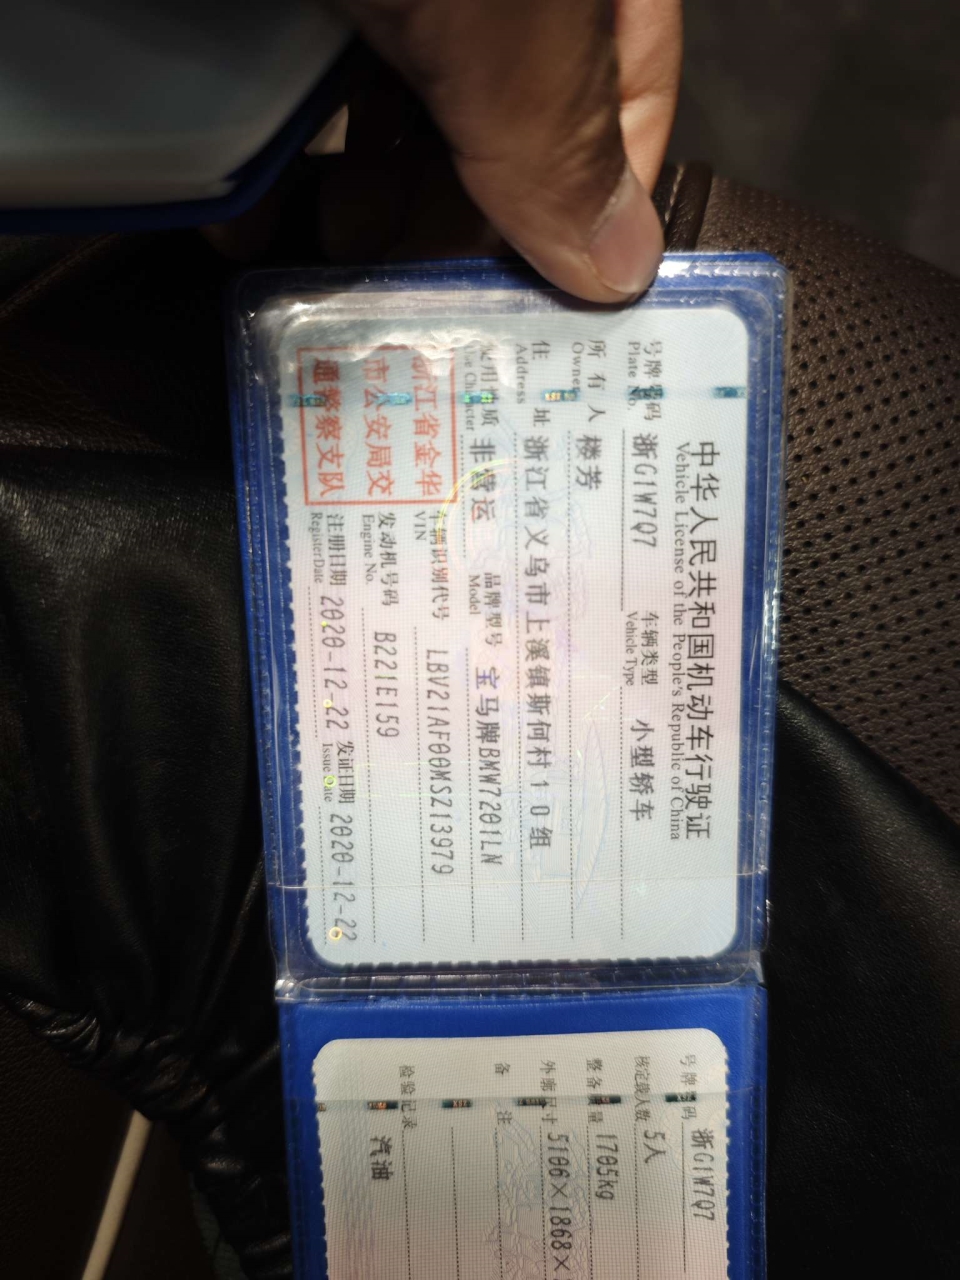 中华人民共和国机动车行驶证
Vehicle License of the People's Republic of China
号牌号码 浙G1W7Q7 车辆类型 小型轿车
Plate No. Vehicle Type
所有人 楼芳
Owner
住址 浙江省义乌市上溪镇斯何村10组
Address
使用性质 非营运 品牌型号 宝马牌BMW7201LN
Use Character Model
浙江省金华
市公安局交
通警察支队
车辆识别代号 LBV21AF00MS213979
VIN
发动机号码 B221E159
Engine No.
注册日期 2020-12-22 发证日期 2020-12-22
Register Date Issue Date
号牌号码 浙G1W7Q7
核定载人数 5人
整备质量 1705kg
外廓尺寸 5106×1868×
备注
检验记录
汽油